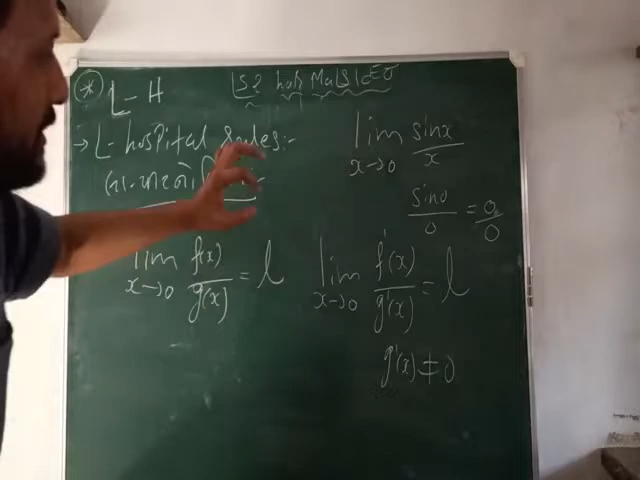 L-H
→ L-hospital Rules:-
lim x→0 f(x)/g(x) = l
lim x→0 sinx/x
sin0/0 = 0/0
lim x→0 f'(x)/g'(x) = l
g'(x) ≠ 0